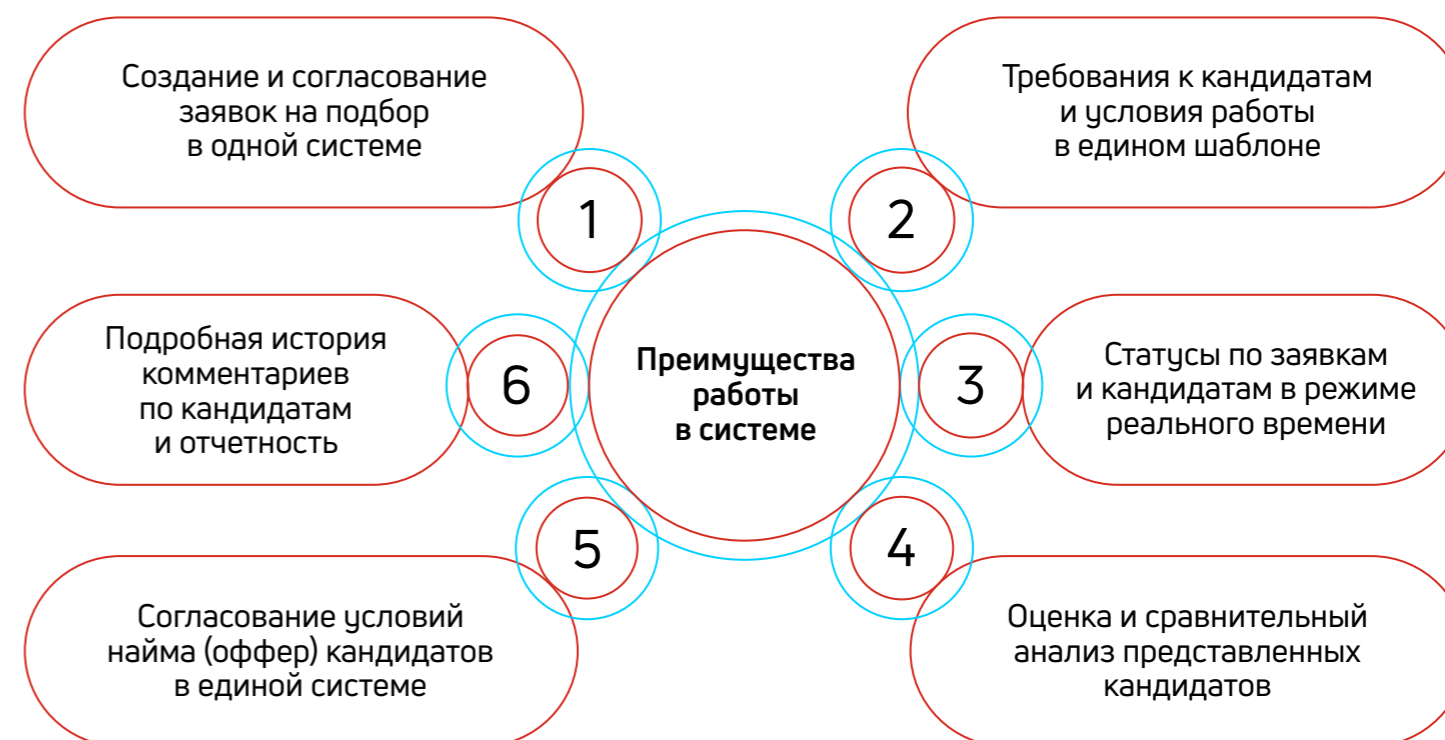 Создание и согласование
заявок на подбор
в одной системе
1
2
Требования к кандидатам
и условия работы
в едином шаблоне
Преимущества
работы
в системе
3
Статусы по заявкам
и кандидатам в режиме
реального времени
4
Оценка и сравнительный
анализ представленных
кандидатов
5
Согласование условий
найма (оффер) кандидатов
в единой системе
6
Подробная история
комментариев
по кандидатам
и отчетность